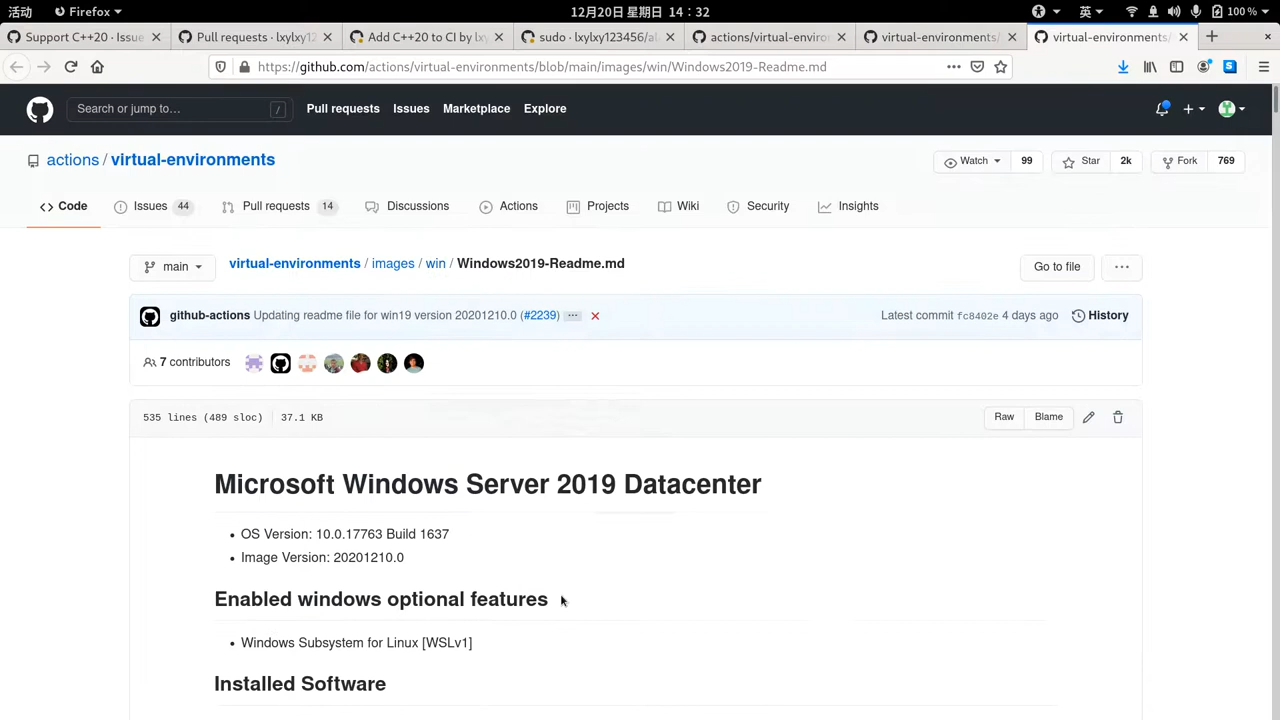 活动 Firefox 12月20日 星期日 14：32 英 100 %
Support C++20 · Issue Pull requests · lxylxy12 Add C++20 to CI by lxy sudo · lxylxy123456/al actions/virtual-environ virtual-environments/ virtual-environments/
https://github.com/actions/virtual-environments/blob/main/images/win/Windows2019-Readme.md
Search or jump to… / Pull requests Issues Marketplace Explore
actions / virtual-environments Watch 99 Star 2k Fork 769
Code Issues 44 Pull requests 14 Discussions Actions Projects Wiki Security Insights
main virtual-environments / images / win / Windows2019-Readme.md Go to file ···
github-actions Updating readme file for win19 version 20201210.0 (#2239) ··· Latest commit fc8402e 4 days ago History
7 contributors
535 lines (489 sloc) 37.1 KB Raw Blame
Microsoft Windows Server 2019 Datacenter
• OS Version: 10.0.17763 Build 1637
• Image Version: 20201210.0
Enabled windows optional features
• Windows Subsystem for Linux [WSLv1]
Installed Software